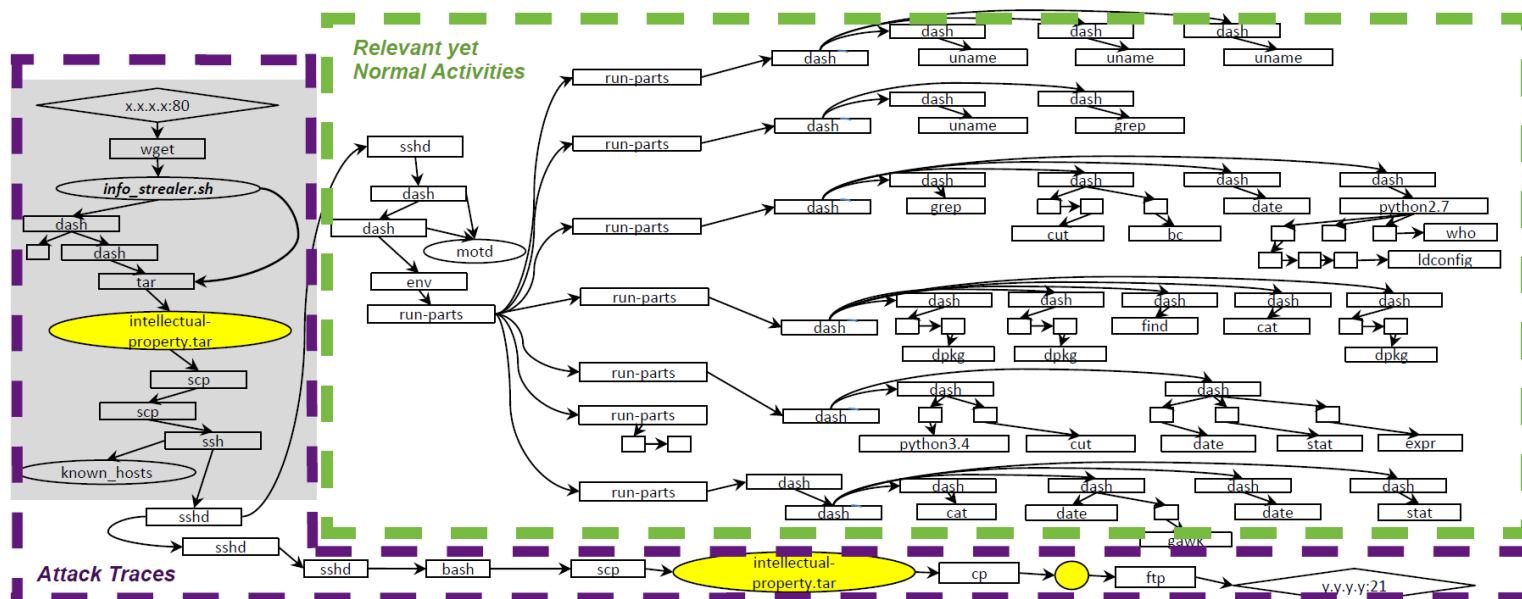 Relevant yet
Normal Activities
x.x.x.x:80
wget
info_strealer.sh
dash
dash
tar
intellectual-
property.tar
scp
scp
ssh
known_hosts
sshd
sshd
Attack Traces
sshd
bash
scp
intellectual-
property.tar
cp
ftp
y.y.y.y:21
sshd
dash
dash
motd
env
run-parts
run-parts
dash
dash
dash
dash
uname
uname
uname
run-parts
dash
dash
dash
uname
grep
run-parts
dash
dash
dash
dash
dash
grep
cut
bc
date
python2.7
who
ldconfig
run-parts
dash
dash
dash
dash
dash
dash
dpkg
dpkg
find
cat
dpkg
run-parts
dash
dash
dash
python3.4
cut
date
stat
expr
run-parts
run-parts
dash
dash
dash
dash
dash
dash
cat
date
gawk
date
stat